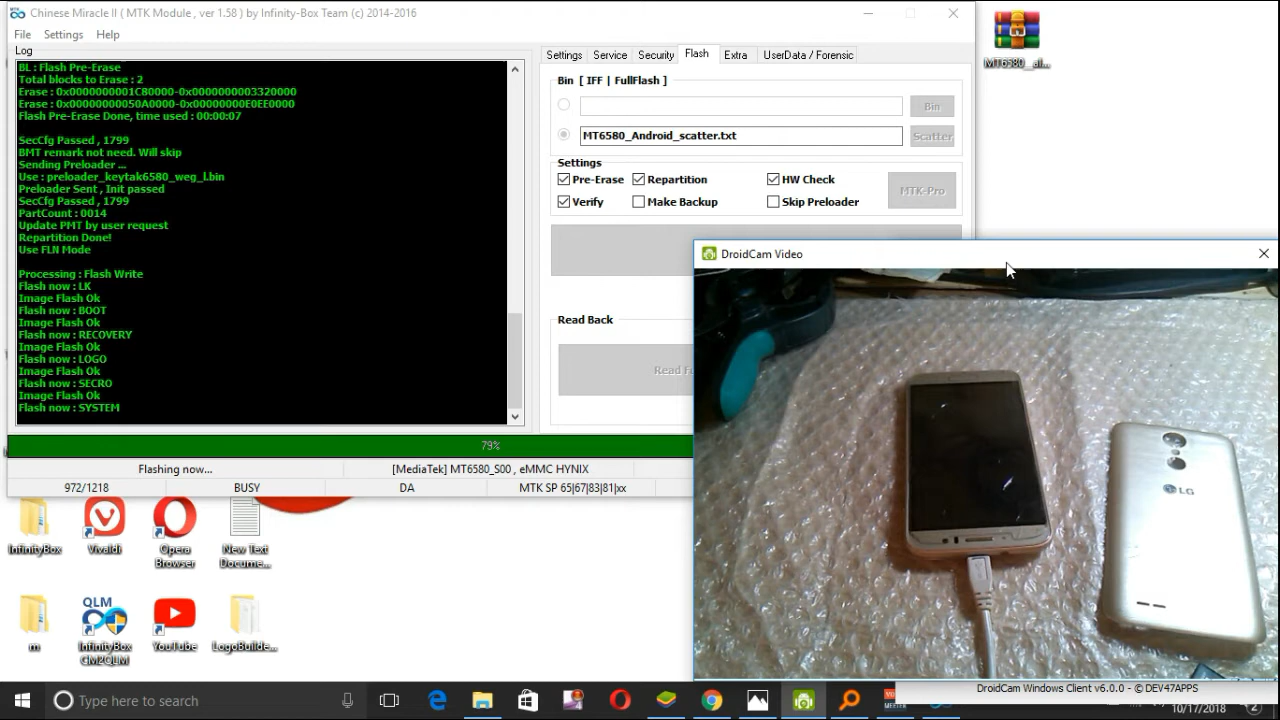 Chinese Miracle II ( MTK Module , ver 1.58 ) by Infinity-Box Team (c) 2014-2016
File Settings Help
Log
BL : Flash Pre-Erase
Total blocks to Erase : 2
Erase : 0x0000000001C80000-0x0000000003320000
Erase : 0x00000000050A0000-0x00000000E0EE0000
Flash Pre-Erase Done, time used : 00:00:07
SecCfg Passed , 1799
BMT remark not need. Will skip
Sending Preloader ...
Use : preloader_keytak6580_weg_l.bin
Preloader Sent , Init passed
SecCfg Passed , 1799
PartCount : 0014
Update PMT by user request
Repartition Done!
Use FLN Mode
Processing : Flash Write
Flash now : LK
Image Flash Ok
Flash now : BOOT
Image Flash Ok
Flash now : RECOVERY
Image Flash Ok
Flash now : LOGO
Image Flash Ok
Flash now : SECRO
Image Flash Ok
Flash now : SYSTEM
79%
Flashing now...
[MediaTek] MT6580_S00 , eMMC HYNIX
972/1218
BUSY
DA
MTK SP 65|67|83|81|xx
Settings Service Security Flash Extra UserData / Forensic
Bin [ IFF | FullFlash ]
Bin
MT6580_Android_scatter.txt
Scatter
Settings
Pre-Erase Repartition HW Check
MTK-Pro
Verify Make Backup Skip Preloader
Read Back
MT6580__al...
DroidCam Video
LG
DroidCam Windows Client v6.0.0 - © DEV47APPS
InfinityBox
Vivaldi
Opera
Browser
New Text
Docume...
m
QLM
InfinityBox
CM2QLM
YouTube
LogoBuilde...
Type here to search
10/17/2018
2